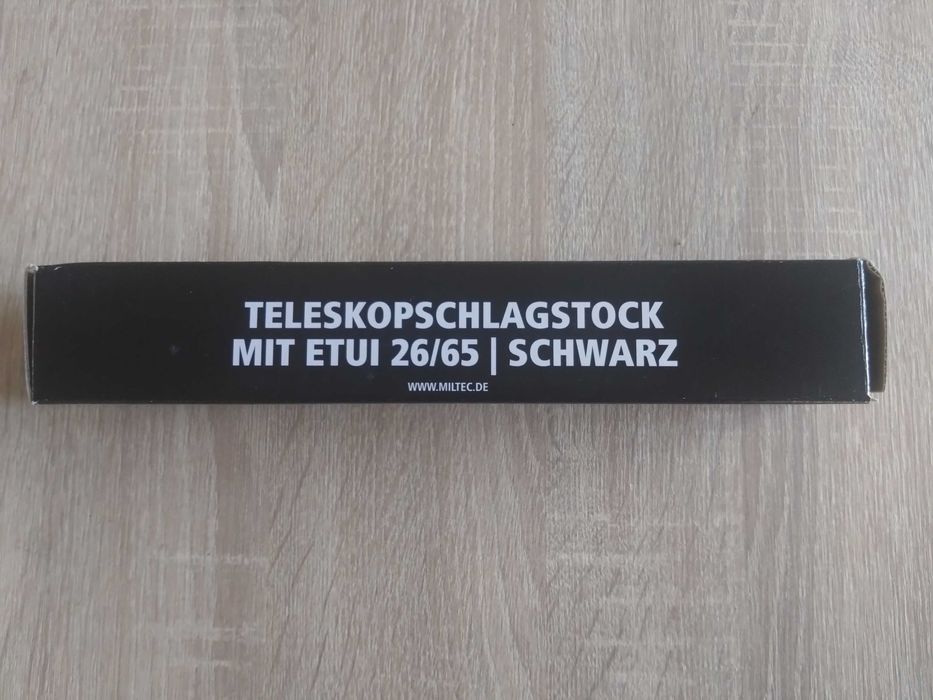 TELESKOPSCHLAGSTOCK
MIT ETUI 26/65 | SCHWARZ
WWW.MILTEC.DE